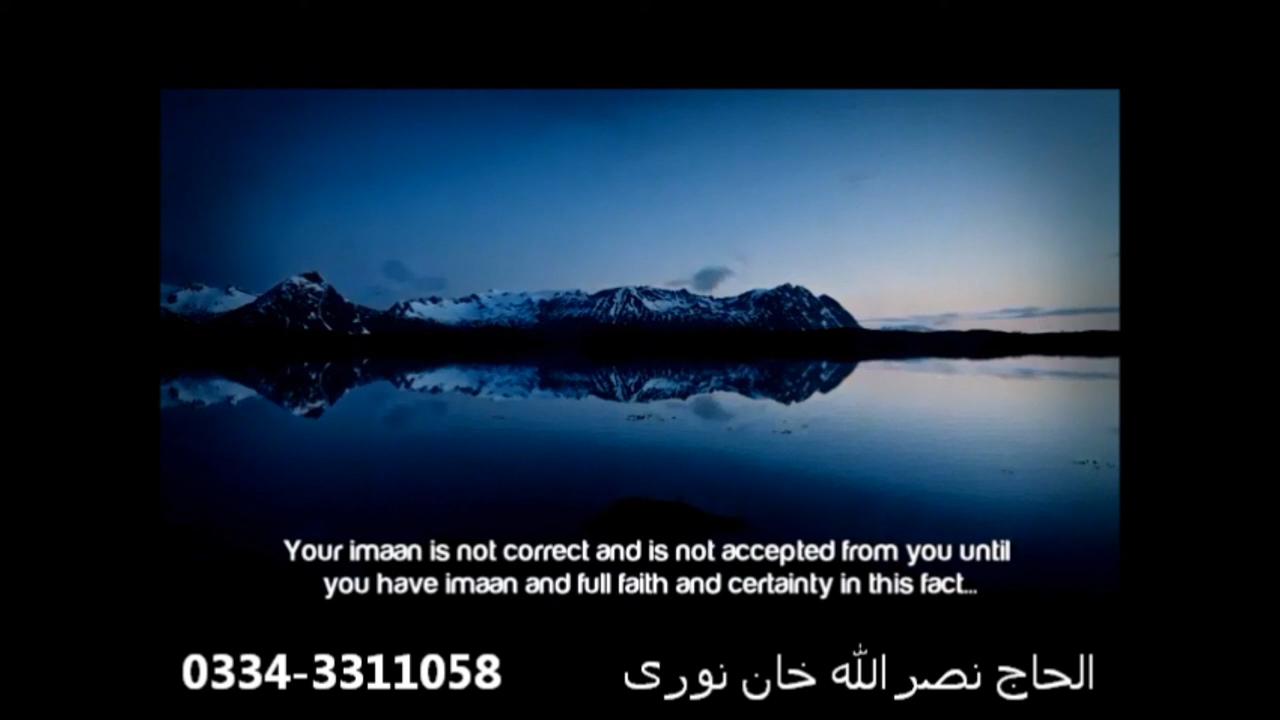 Your imaan is not correct and is not accepted from you until
you have imaan and full faith and certainty in this fact...
0334-3311058
الحاج نصر الله خان نوری